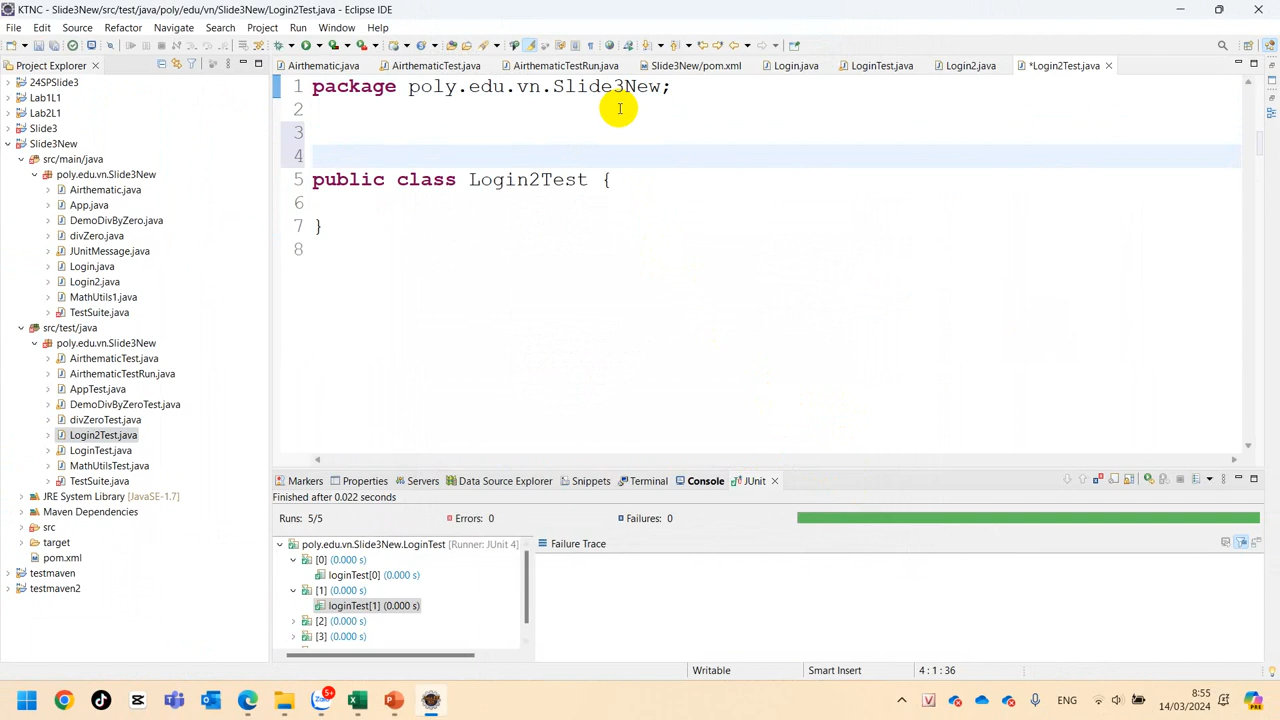 KTNC - Slide3New/src/test/java/poly/edu/vn/Slide3New/Login2Test.java - Eclipse IDE
File Edit Source Refactor Navigate Search Project Run Window Help
Project Explorer
Airthematic.java AirthematicTest.java AirthematicTestRun.java Slide3New/pom.xml Login.java LoginTest.java Login2.java *Login2Test.java
24SPSlide3
Lab1L1
Lab2L1
Slide3
Slide3New
src/main/java
poly.edu.vn.Slide3New
Airthematic.java
App.java
DemoDivByZero.java
divZero.java
JUnitMessage.java
Login.java
Login2.java
MathUtils1.java
TestSuite.java
src/test/java
poly.edu.vn.Slide3New
AirthematicTest.java
AirthematicTestRun.java
AppTest.java
DemoDivByZeroTest.java
divZeroTest.java
Login2Test.java
LoginTest.java
MathUtilsTest.java
TestSuite.java
JRE System Library [JavaSE-1.7]
Maven Dependencies
src
target
pom.xml
testmaven
testmaven2
1 package poly.edu.vn.Slide3New;
2
3
4
5 public class Login2Test {
6
7 }
8
Markers Properties Servers Data Source Explorer Snippets Terminal Console JUnit
Finished after 0.022 seconds
Runs: 5/5 Errors: 0 Failures: 0
poly.edu.vn.Slide3New.LoginTest [Runner: JUnit 4]
[0] (0.000 s)
loginTest[0] (0.000 s)
[1] (0.000 s)
loginTest[1] (0.000 s)
[2] (0.000 s)
[3] (0.000 s)
Failure Trace
Writable Smart Insert 4 : 1 : 36
5+
ENG
8:55
14/03/2024